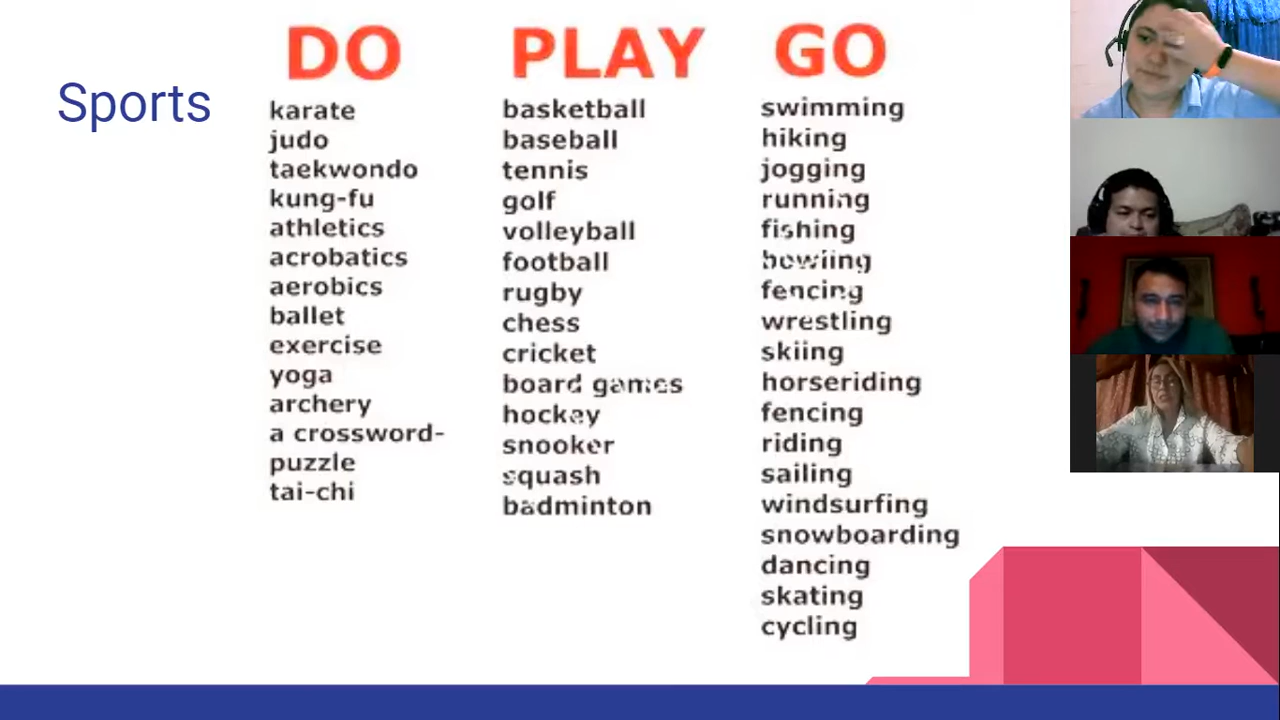 Sports
DO
karate
judo
taekwondo
kung-fu
athletics
acrobatics
aerobics
ballet
exercise
yoga
archery
a crossword-
puzzle
tai-chi
PLAY
basketball
baseball
tennis
golf
volleyball
football
rugby
chess
cricket
board games
hockey
snooker
squash
badminton
GO
swimming
hiking
jogging
running
fishing
bowling
fencing
wrestling
skiing
horseriding
fencing
riding
sailing
windsurfing
snowboarding
dancing
skating
cycling